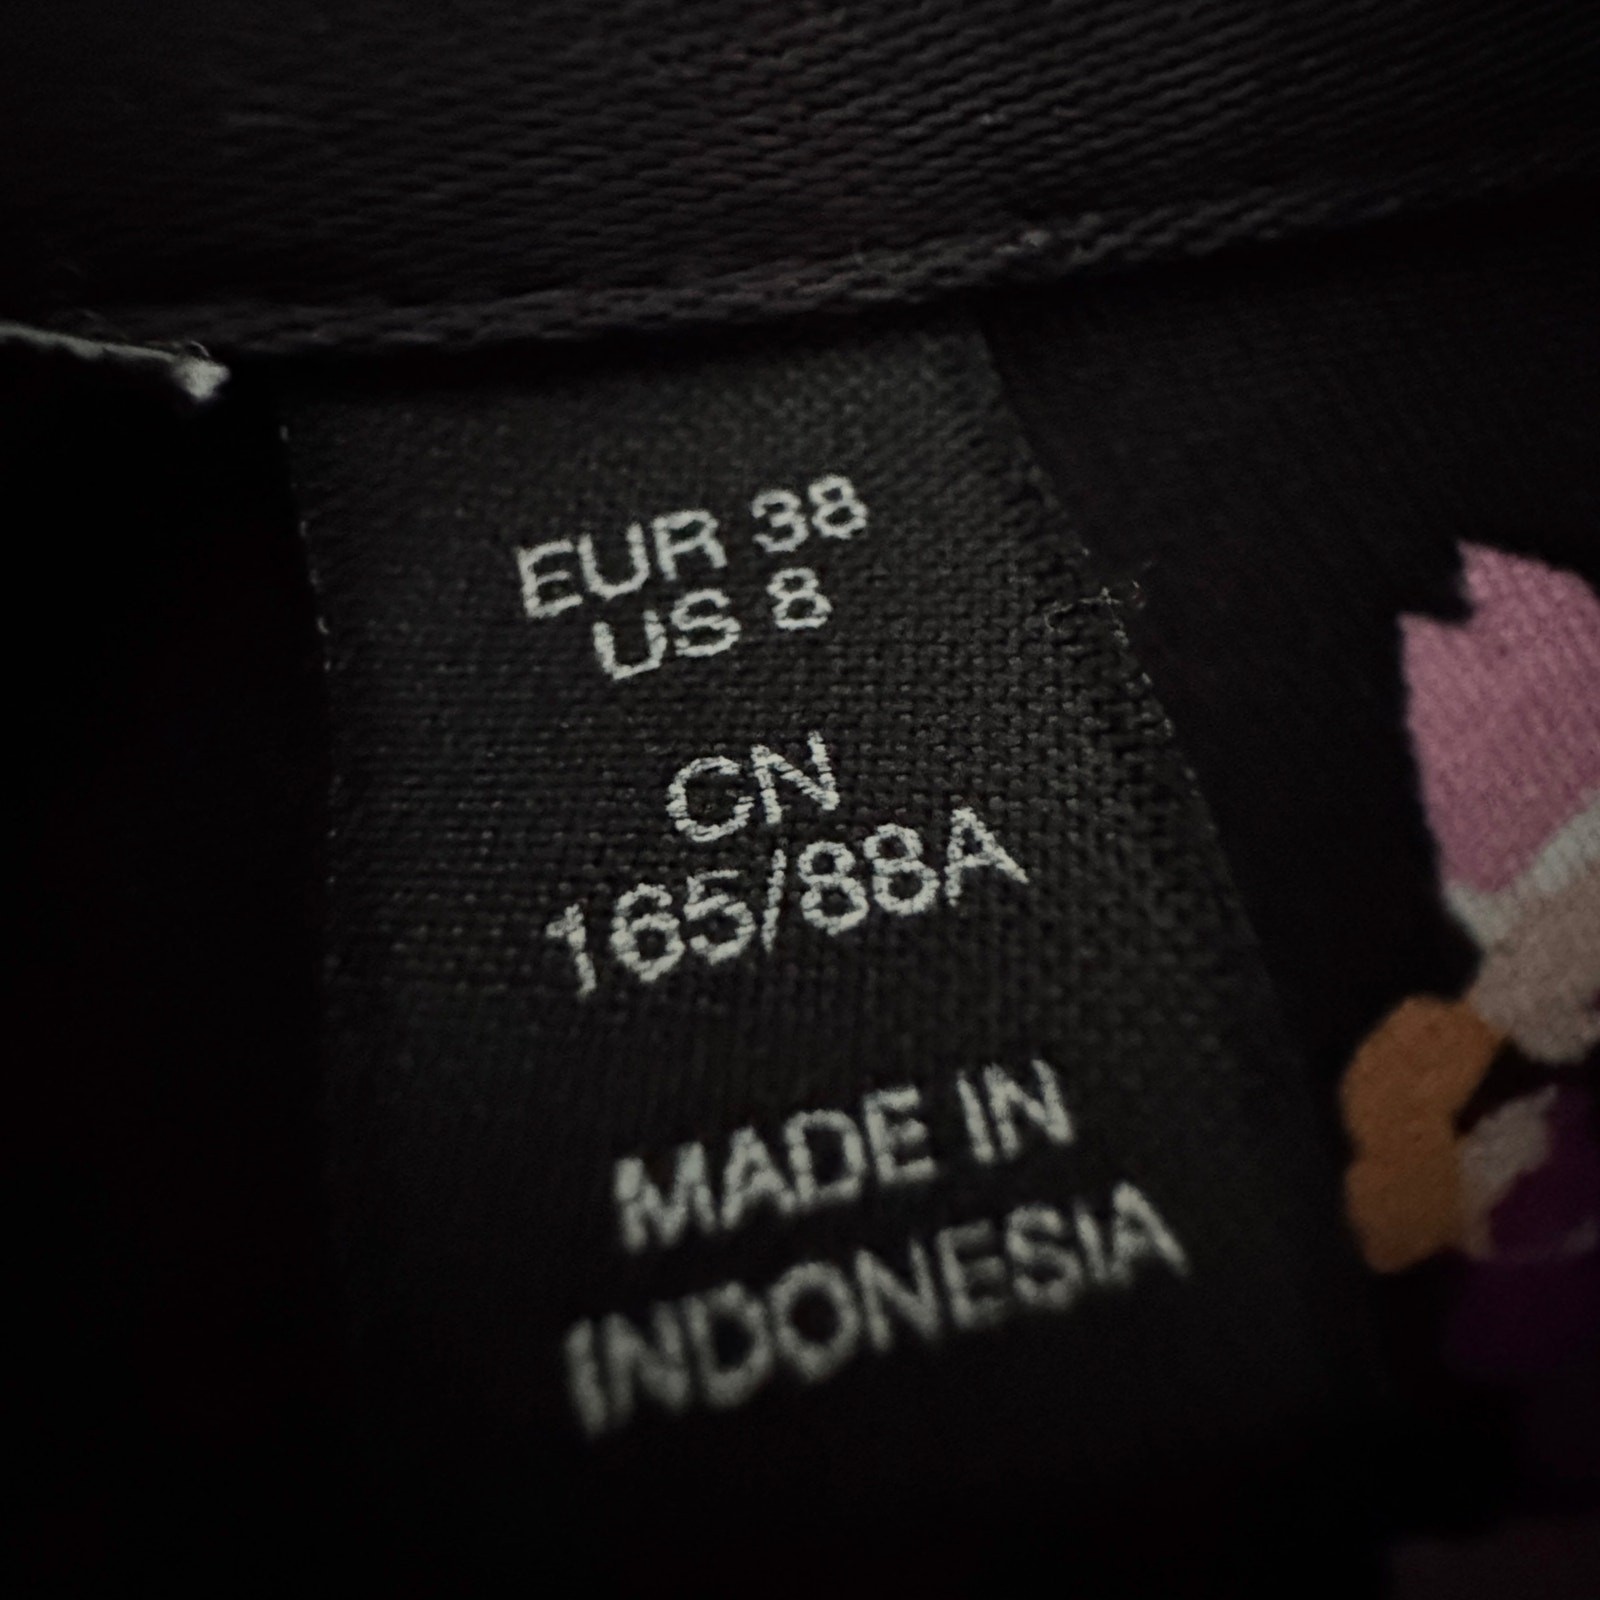 EUR 38
US 8
CN
165/88A
MADE IN
INDONESIA